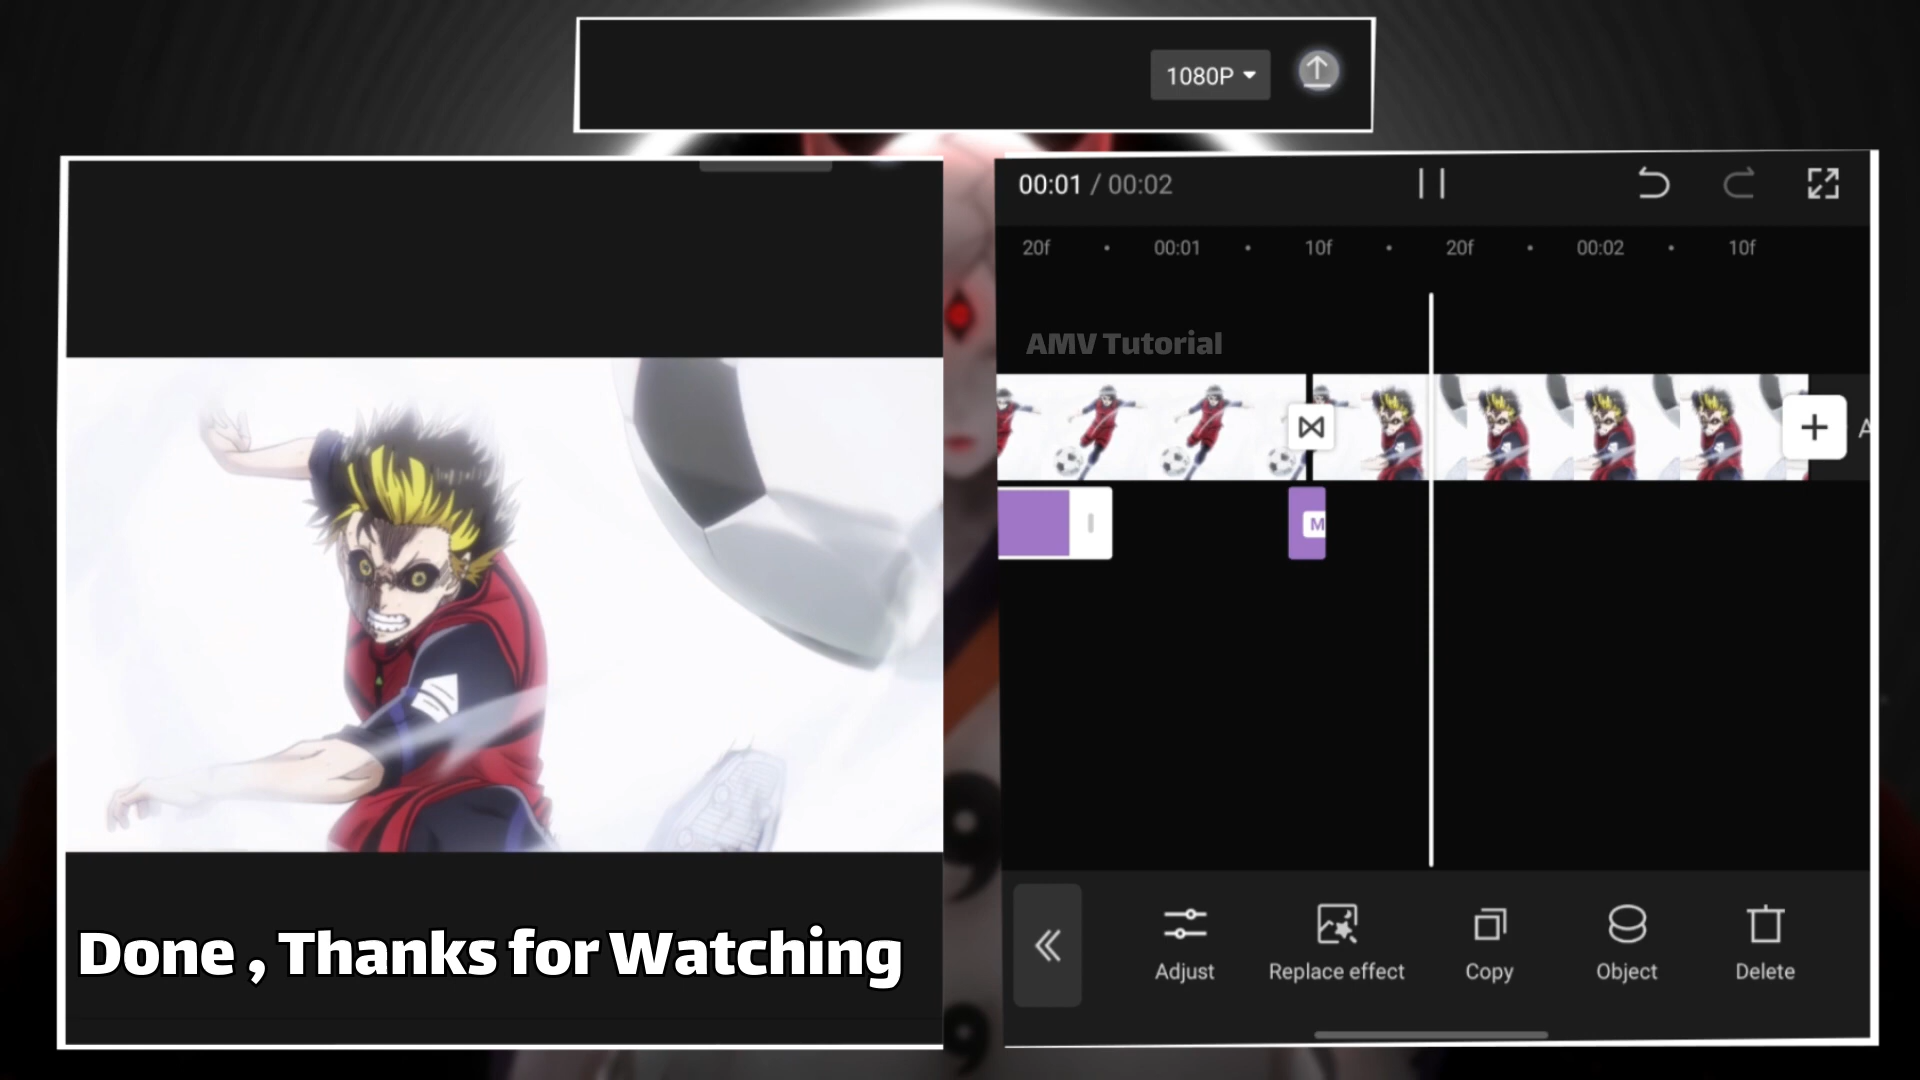 1080P
00:01 / 00:02
20f 00:01 10f 20f 00:02 10f
AMV Tutorial
A
M
Adjust Replace effect Copy Object Delete
Done , Thanks for Watching